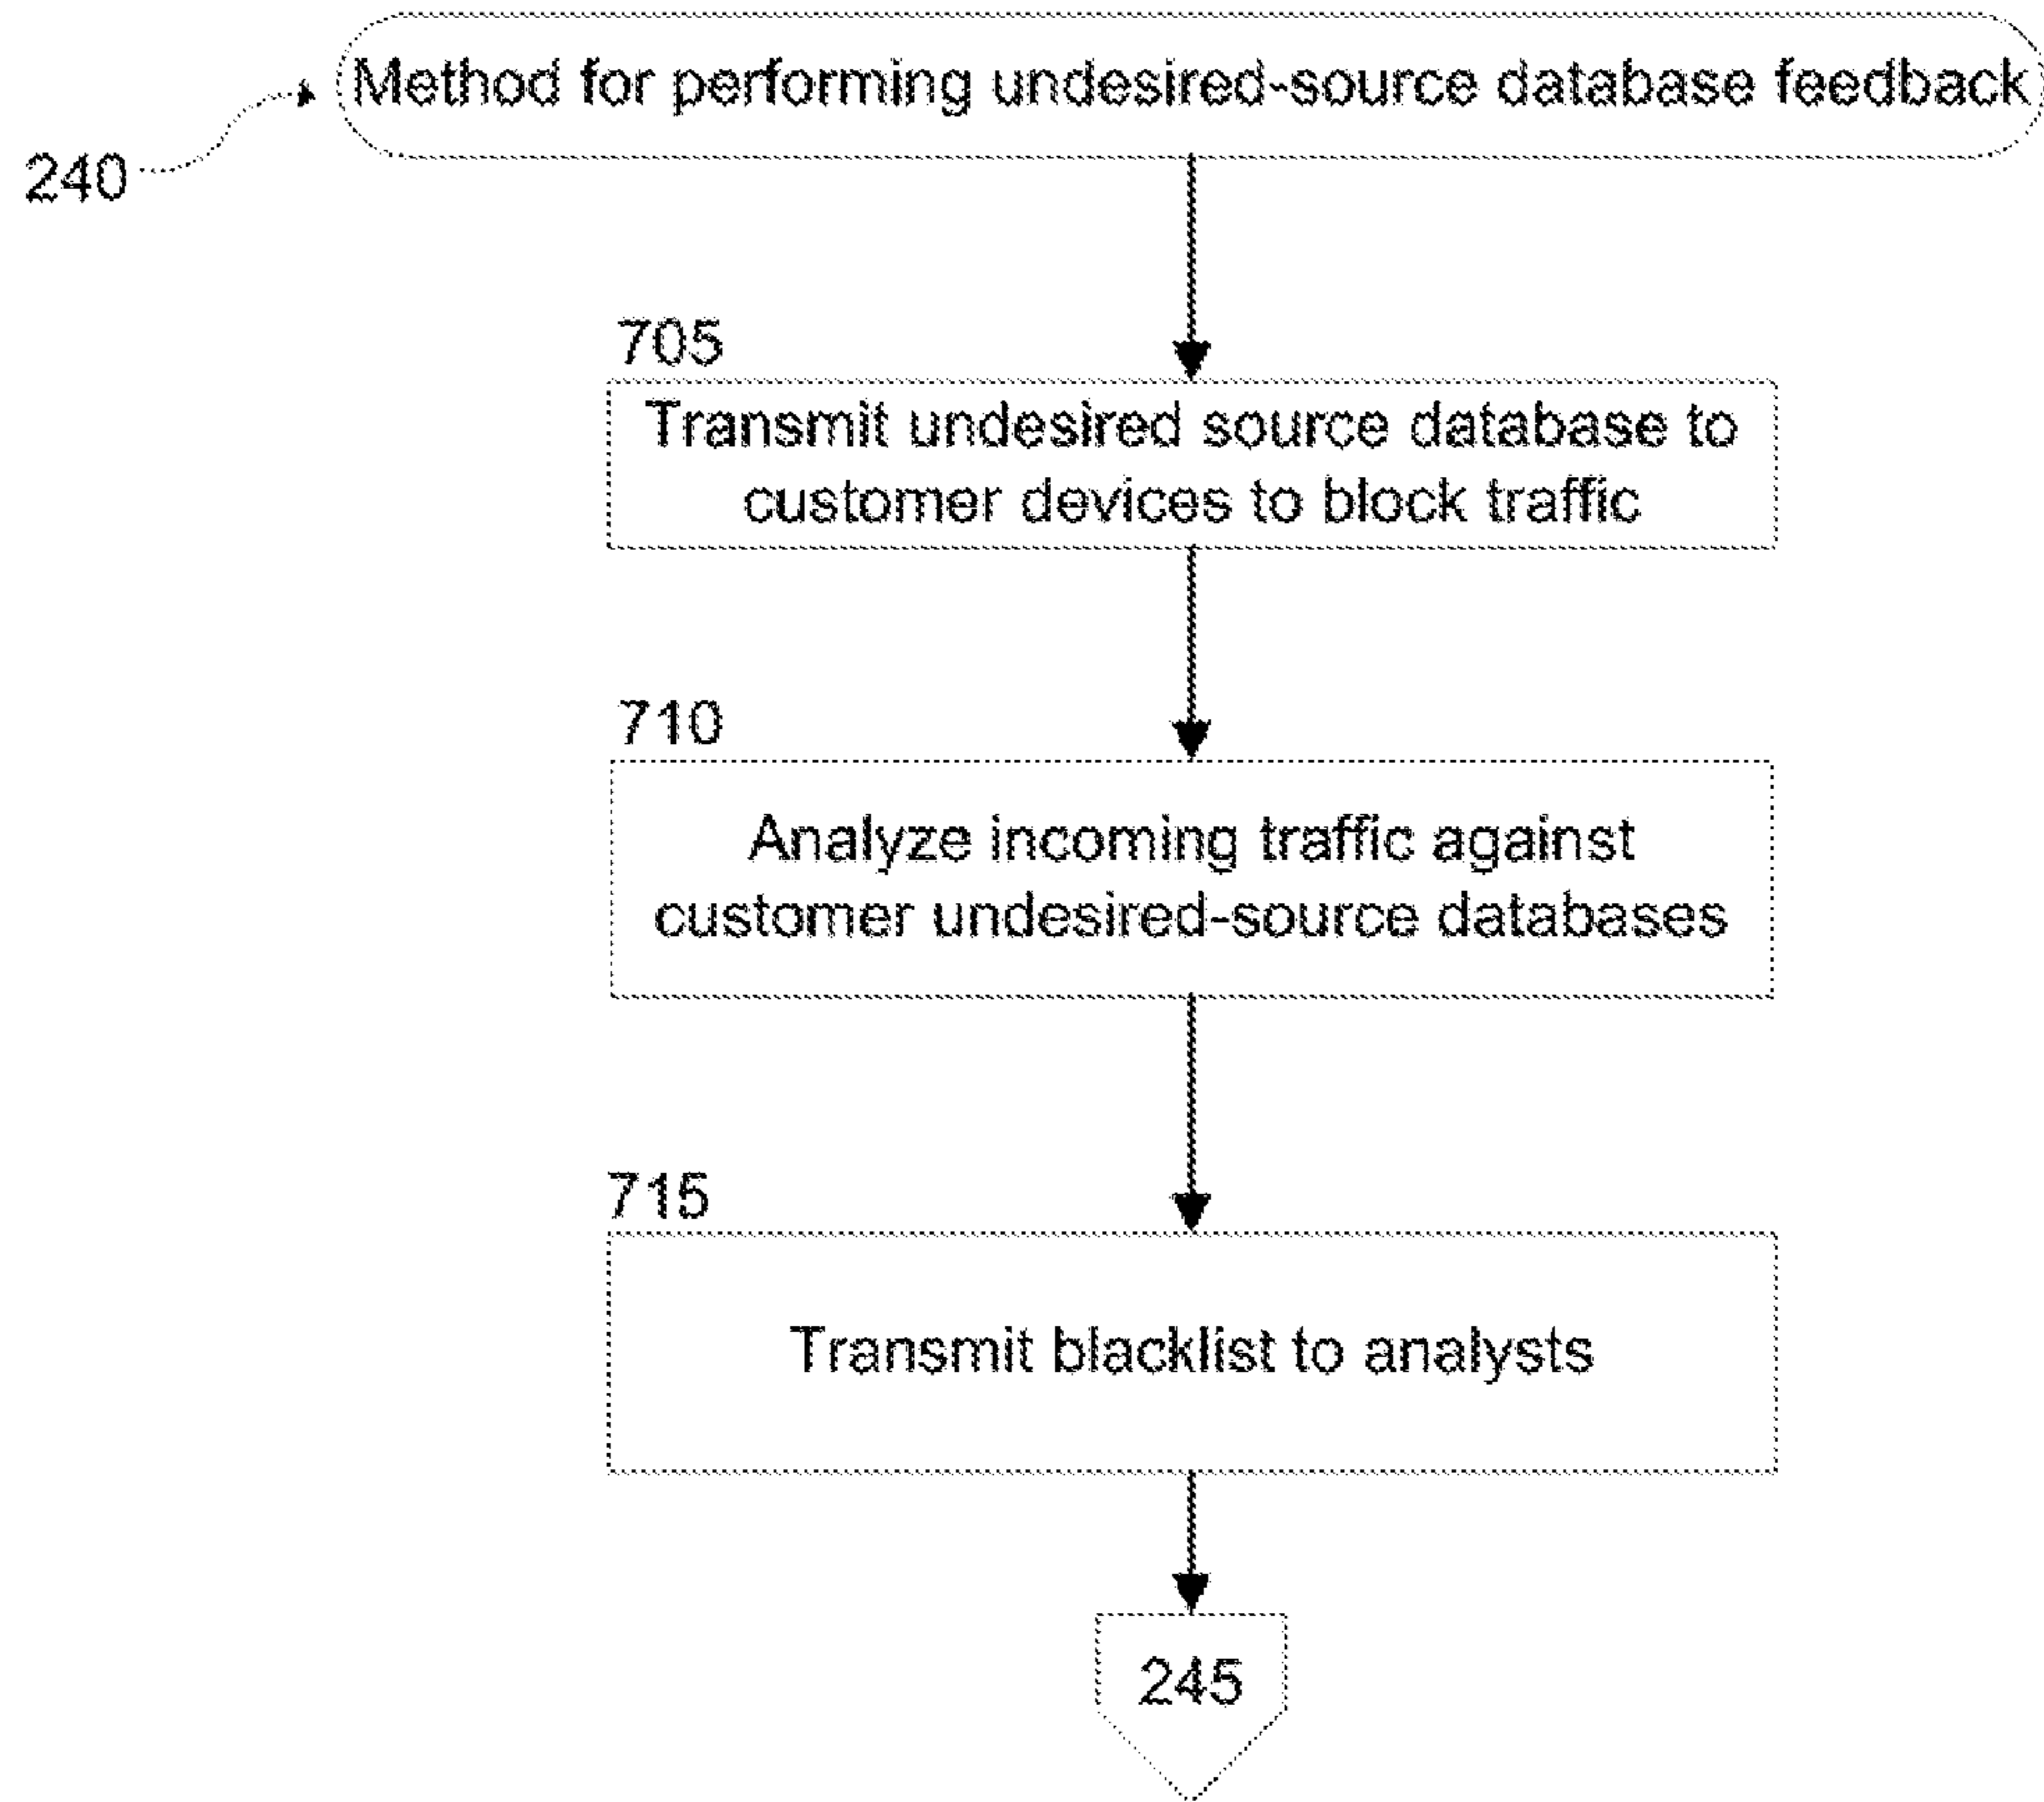 Method for performing undesired-source database feedback
240
705
Transmit undesired source database to
customer devices to block traffic
710
Analyze incoming traffic against
customer undesired-source databases
715
Transmit blacklist to analysts
245